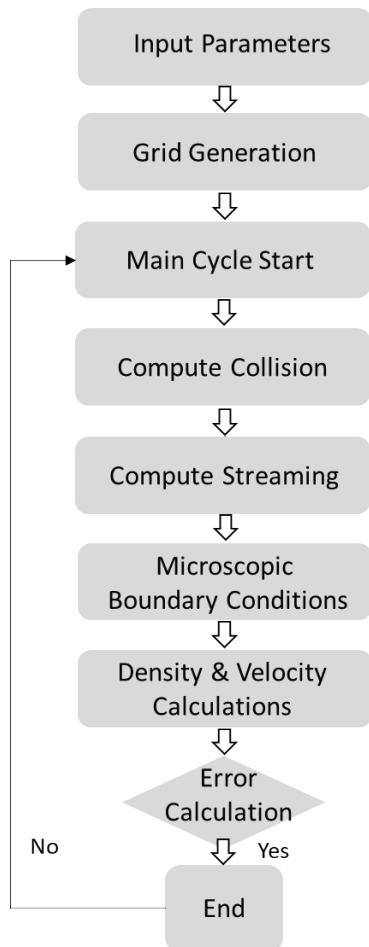 Input Parameters
Grid Generation
Main Cycle Start
Compute Collision
Compute Streaming
Microscopic
Boundary Conditions
Density & Velocity
Calculations
Error
Calculation
No
Yes
End